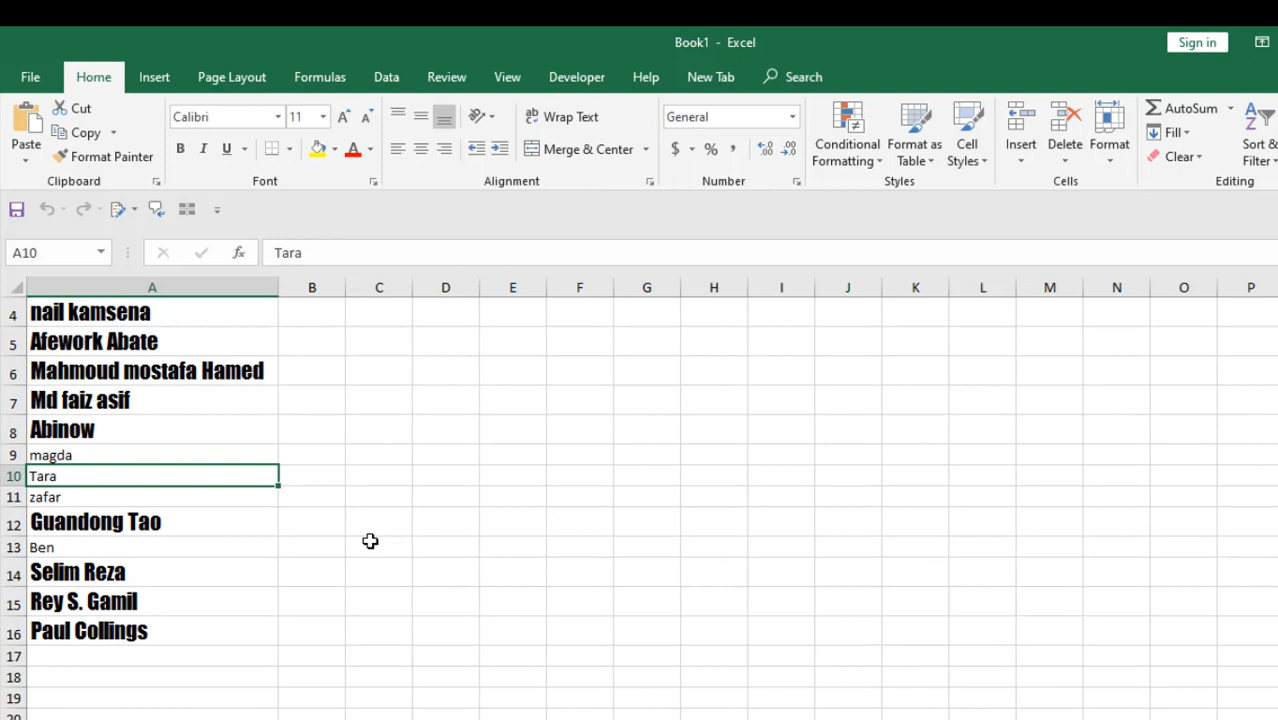 Book1 - Excel
Sign in
File Home Insert Page Layout Formulas Data Review View Developer Help New Tab Search
Paste
Cut
Copy
Format Painter
Clipboard
Calibri 11 A A
B I U A
Font
ab Wrap Text
Merge & Center
Alignment
General
$ % ,
Number
Conditional Formatting
Format as Table
Cell Styles
Styles
Insert
Delete
Format
Cells
AutoSum
Fill
Clear
Sort &
Filter
Editing
A10 fx Tara
A B C D E F G H I J K L M N O P
4 nail kamsena
5 Afework Abate
6 Mahmoud mostafa Hamed
7 Md faiz asif
8 Abinow
9 magda
10 Tara
11 zafar
12 Guandong Tao
13 Ben
14 Selim Reza
15 Rey S. Gamil
16 Paul Collings
17
18
19
20